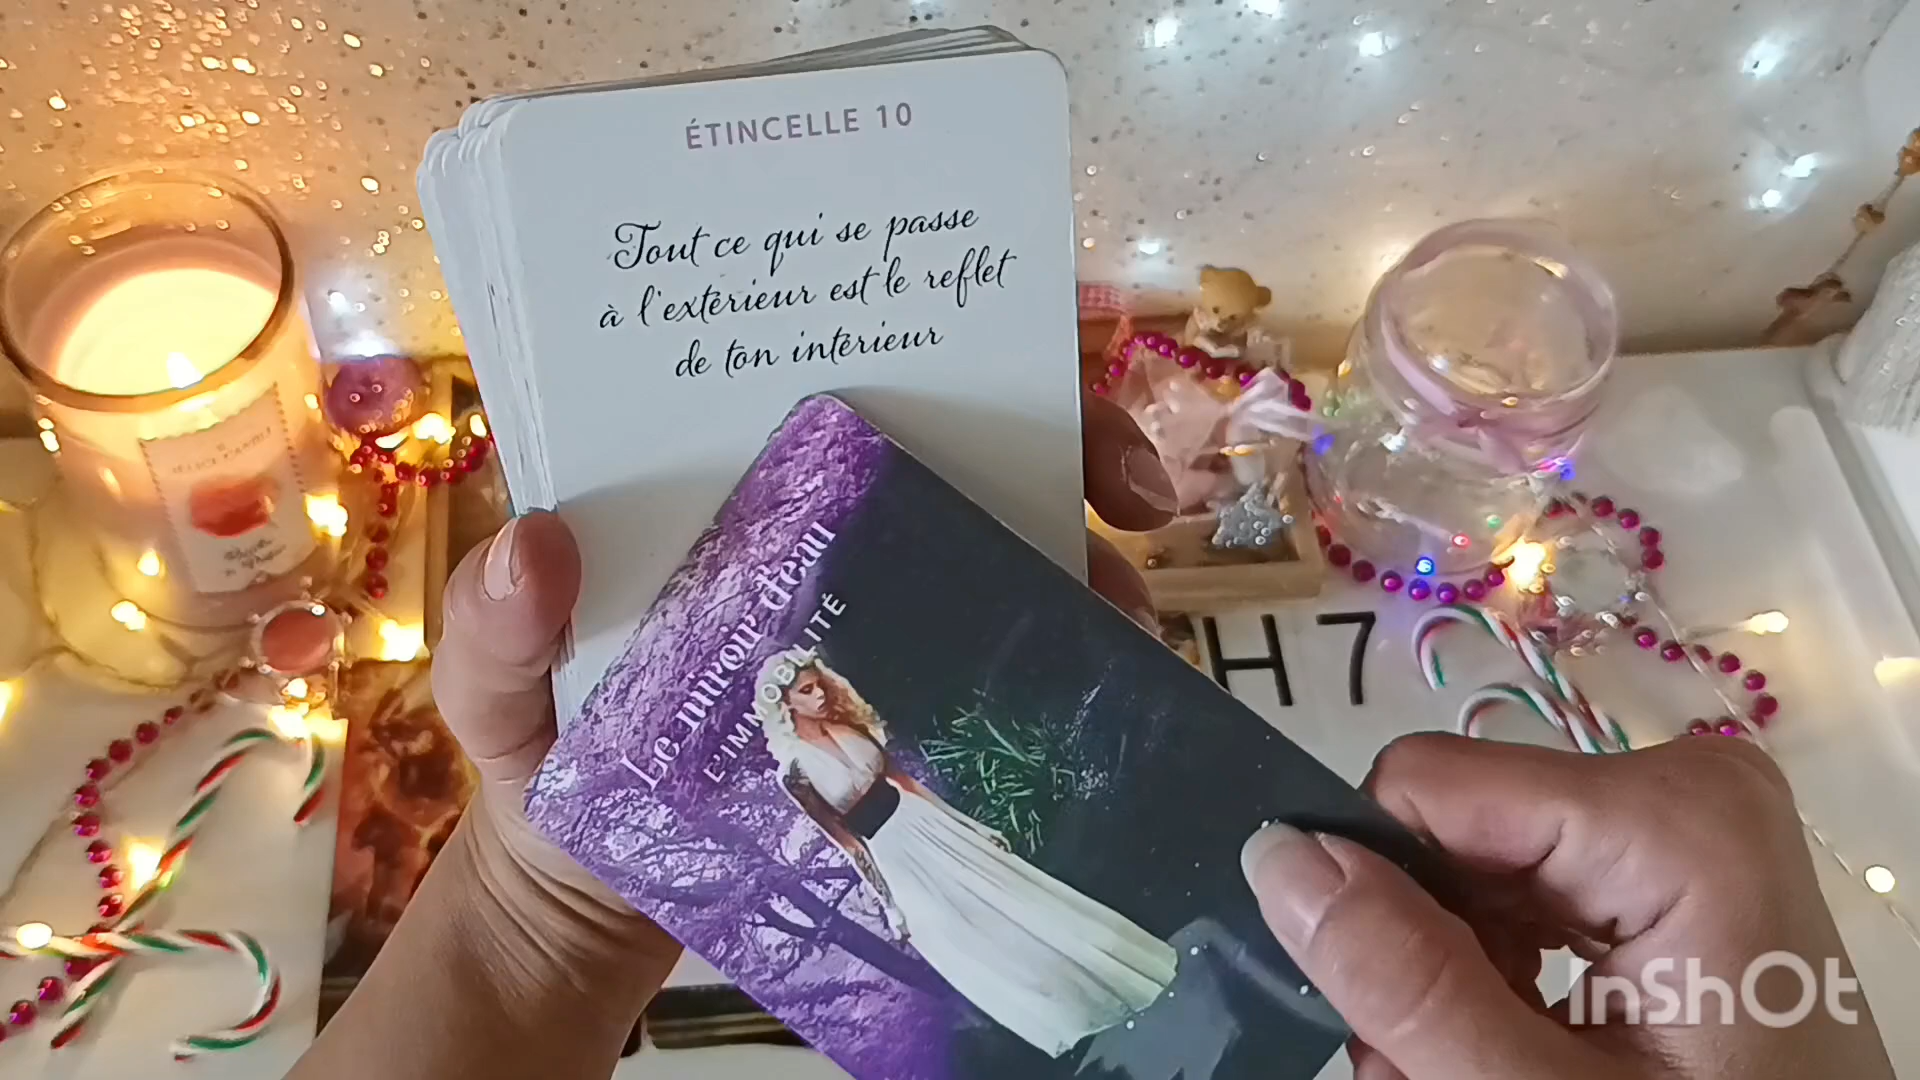 ÉTINCELLE 10
Tout ce qui se passe
à l'extérieur est le reflet
de ton intérieur
Le miroir d'eau
L'IMMOBILITÉ
H7
InShOt